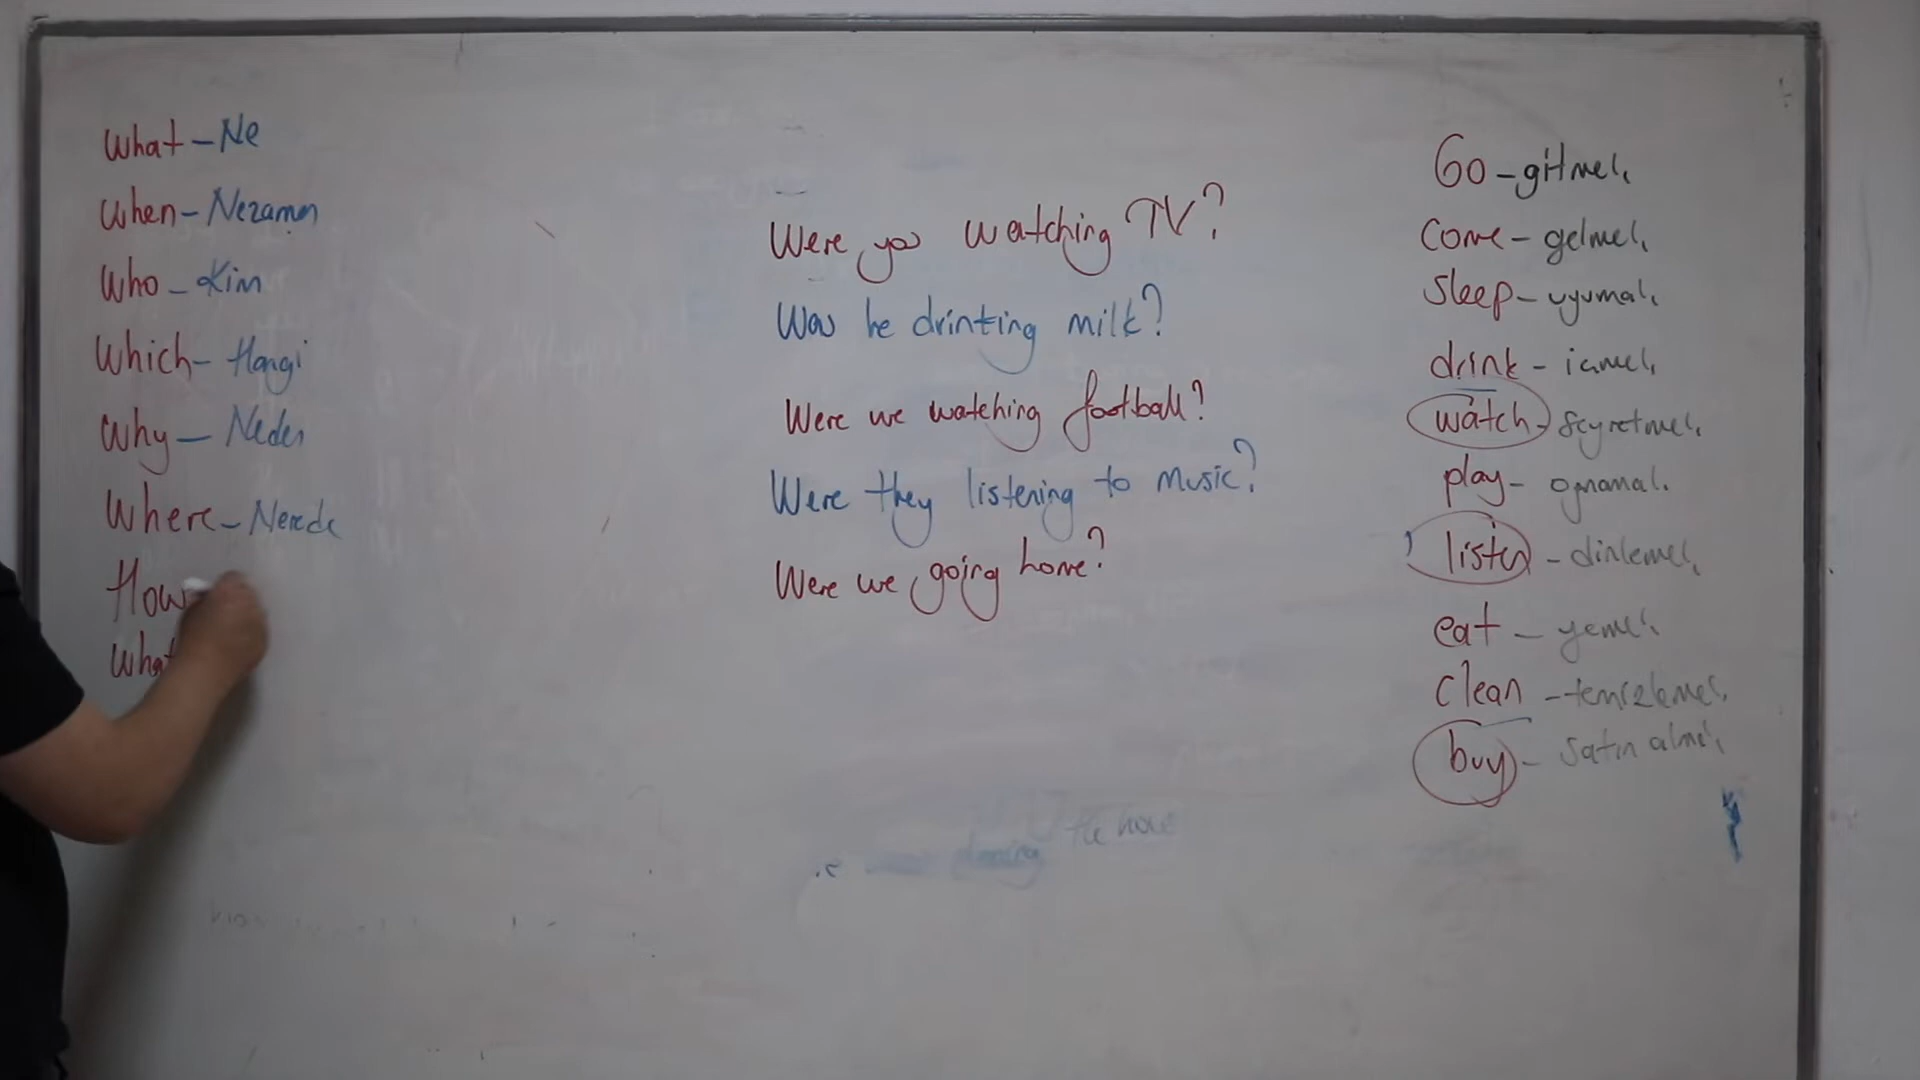 What - Ne
When - Nezaman
Who - Kim
Which - Hangi
Why - Neden
Where - Nerede
How
What
Were you watching TV?
Was he drinking milk?
Were we watching football?
Were they listening to music?
Were we going home?
Go - gitmek
Come - gelmek
Sleep - uyumak
drink - içmek
watch - seyretmek
play - oynamak
listen - dinlemek
eat - yemek
clean - temizlemek
buy - satın almak